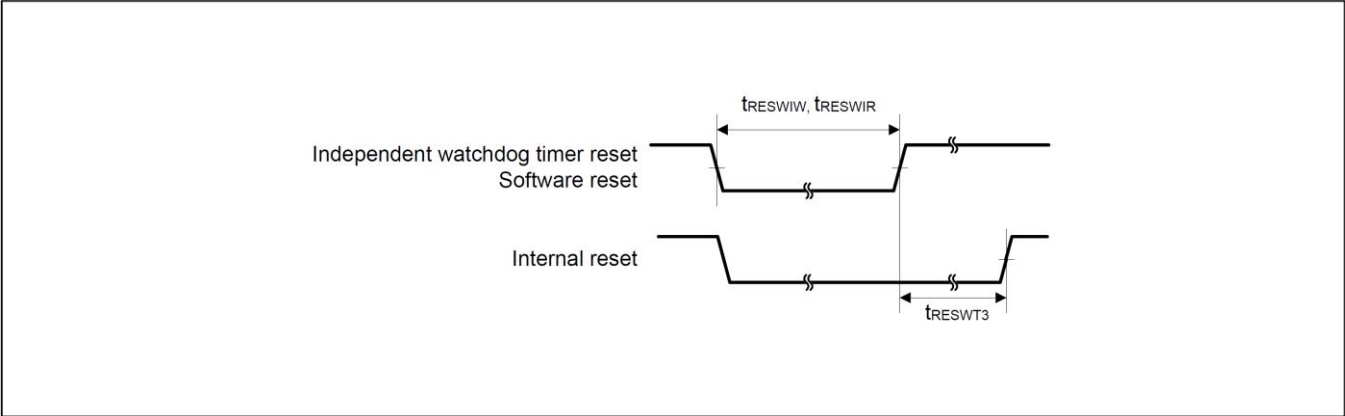 tRESWIW, tRESWIR
Independent watchdog timer reset
Software reset
Internal reset
tRESWT3